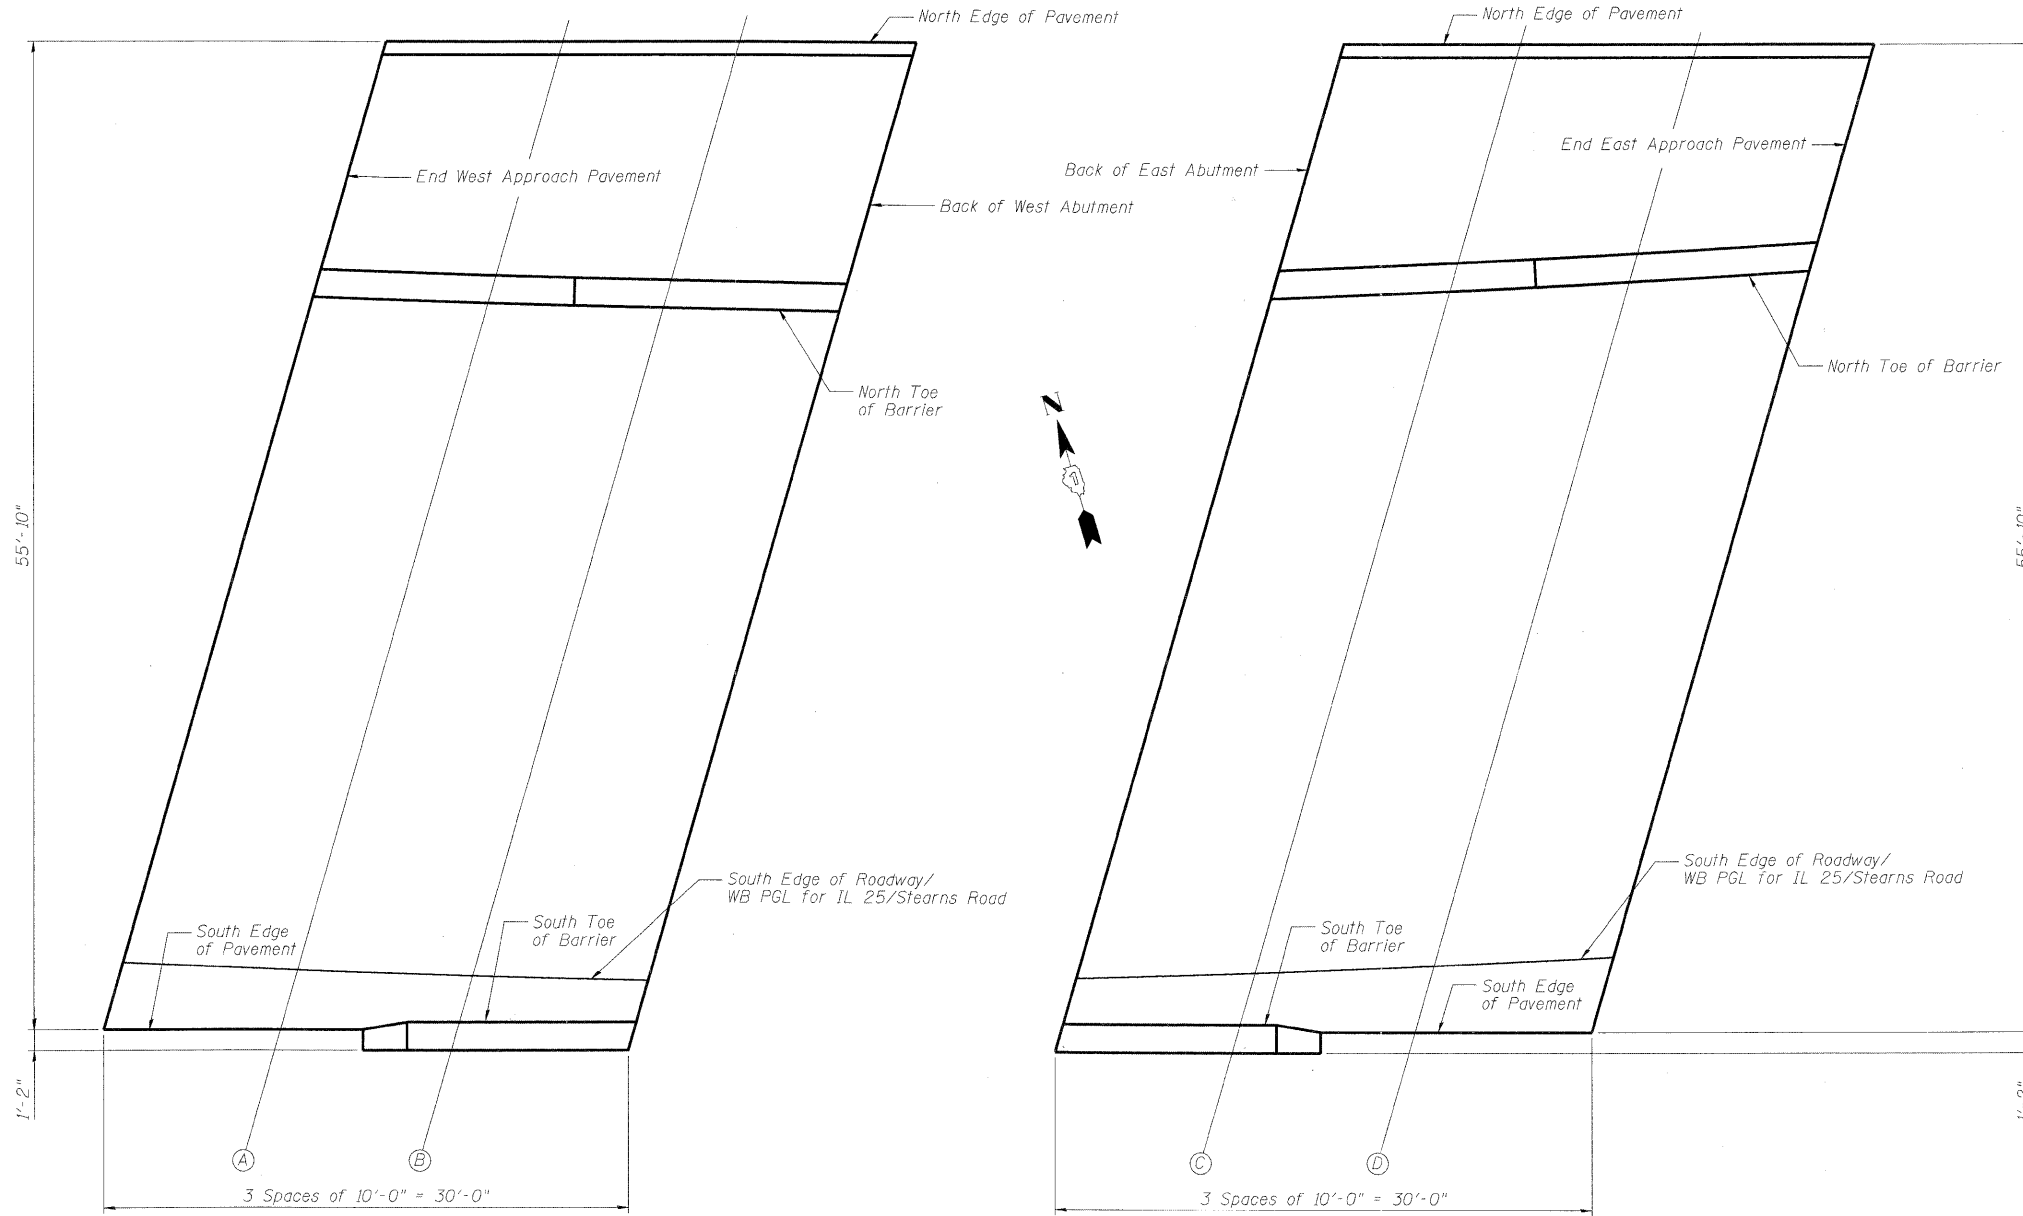 North Edge of Pavement
North Edge of Pavement
End West Approach Pavement
Back of West Abutment
Back of East Abutment
End East Approach Pavement
North Toe
of Barrier
North Toe of Barrier
N
55'-10"
South Edge of Roadway/
WB PGL for IL 25/Stearns Road
South Edge of Roadway/
WB PGL for IL 25/Stearns Road
South Edge
of Pavement
South Toe
of Barrier
South Toe
of Barrier
South Edge
of Pavement
1'-2"
A
B
C
D
3 Spaces of 10'-0" = 30'-0"
3 Spaces of 10'-0" = 30'-0"